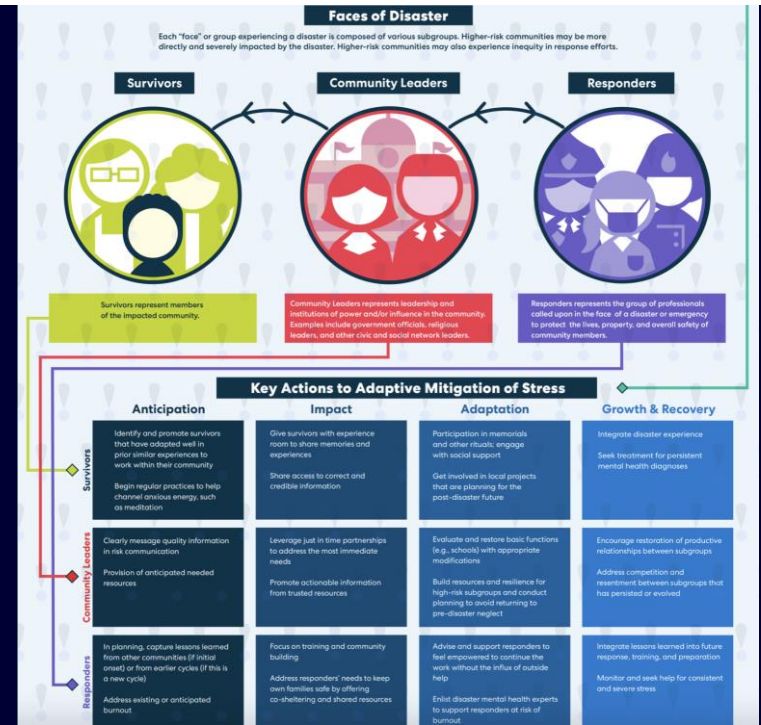 Faces of Disaster
Each “face” or group experiencing a disaster is composed of various subgroups. Higher-risk communities may be more
directly and severely impacted by the disaster. Higher-risk communities may also experience inequity in response efforts.
Survivors
Community Leaders
Responders
Survivors represent members
of the impacted community.
Community Leaders represents leadership and
institutions of power and/or influence in the community.
Examples include government officials, religious
leaders, and other civic and social network leaders.
Responders represents the group of professionals
called upon in the face of a disaster or emergency
to protect the lives, property, and overall safety of
community members.
Key Actions to Adaptive Mitigation of Stress
Anticipation
Impact
Adaptation
Growth & Recovery
Survivors
Identify and promote survivors
that have adapted well in
prior similar experiences to
work within their community
Begin regular practices to help
channel anxious energy, such
as meditation
Give survivors with experience
room to share memories and
experiences
Share access to correct and
credible information
Participation in memorials
and other rituals; engage
with social support
Get involved in local projects
that are planning for the
post-disaster future
Integrate disaster experience
Seek treatment for persistent
mental health diagnoses
Community Leaders
Clearly message quality information
in risk communication
Provision of anticipated needed
resources
Leverage just in time partnerships
to address the most immediate
needs
Promote actionable information
from trusted resources
Evaluate and restore basic functions
(e.g., schools) with appropriate
modifications
Build resources and resilience for
high-risk subgroups and conduct
planning to avoid returning to
pre-disaster neglect
Encourage restoration of productive
relationships between subgroups
Address competition and
resentment between subgroups that
has persisted or evolved
Responders
In planning, capture lessons learned
from other communities (if initial
onset) or from earlier cycles (if this is
a new cycle)
Address existing or anticipated
burnout
Focus on training and community
building
Address responders’ needs to keep
own families safe by offering
co-sheltering and shared resources
Advise and support responders to
feel empowered to continue the
work without the influx of outside
help
Enlist disaster mental health experts
to support responders at risk of
burnout
Integrate lessons learned into future
response, training, and preparation
Monitor and seek help for consistent
and severe stress